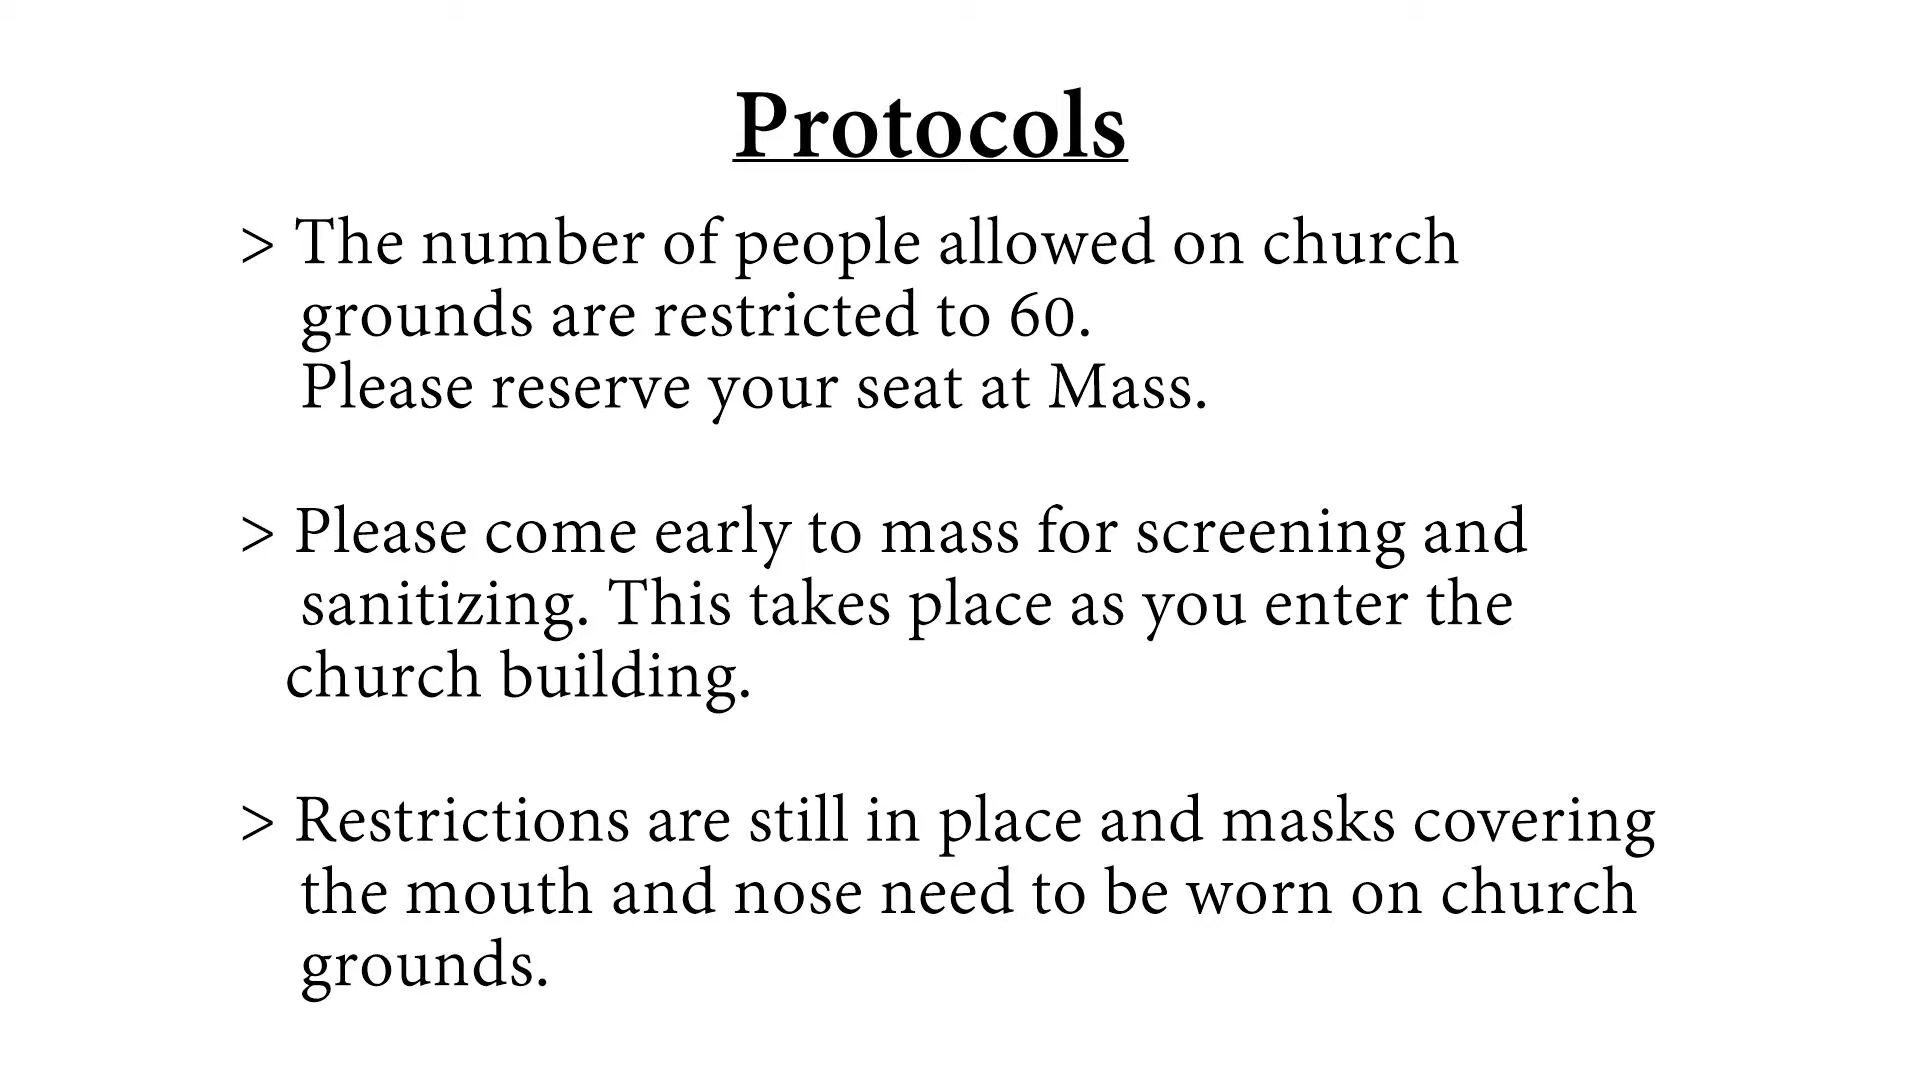 Protocols
> The number of people allowed on church
grounds are restricted to 60.
Please reserve your seat at Mass.
> Please come early to mass for screening and
sanitizing. This takes place as you enter the
church building.
> Restrictions are still in place and masks covering
the mouth and nose need to be worn on church
grounds.